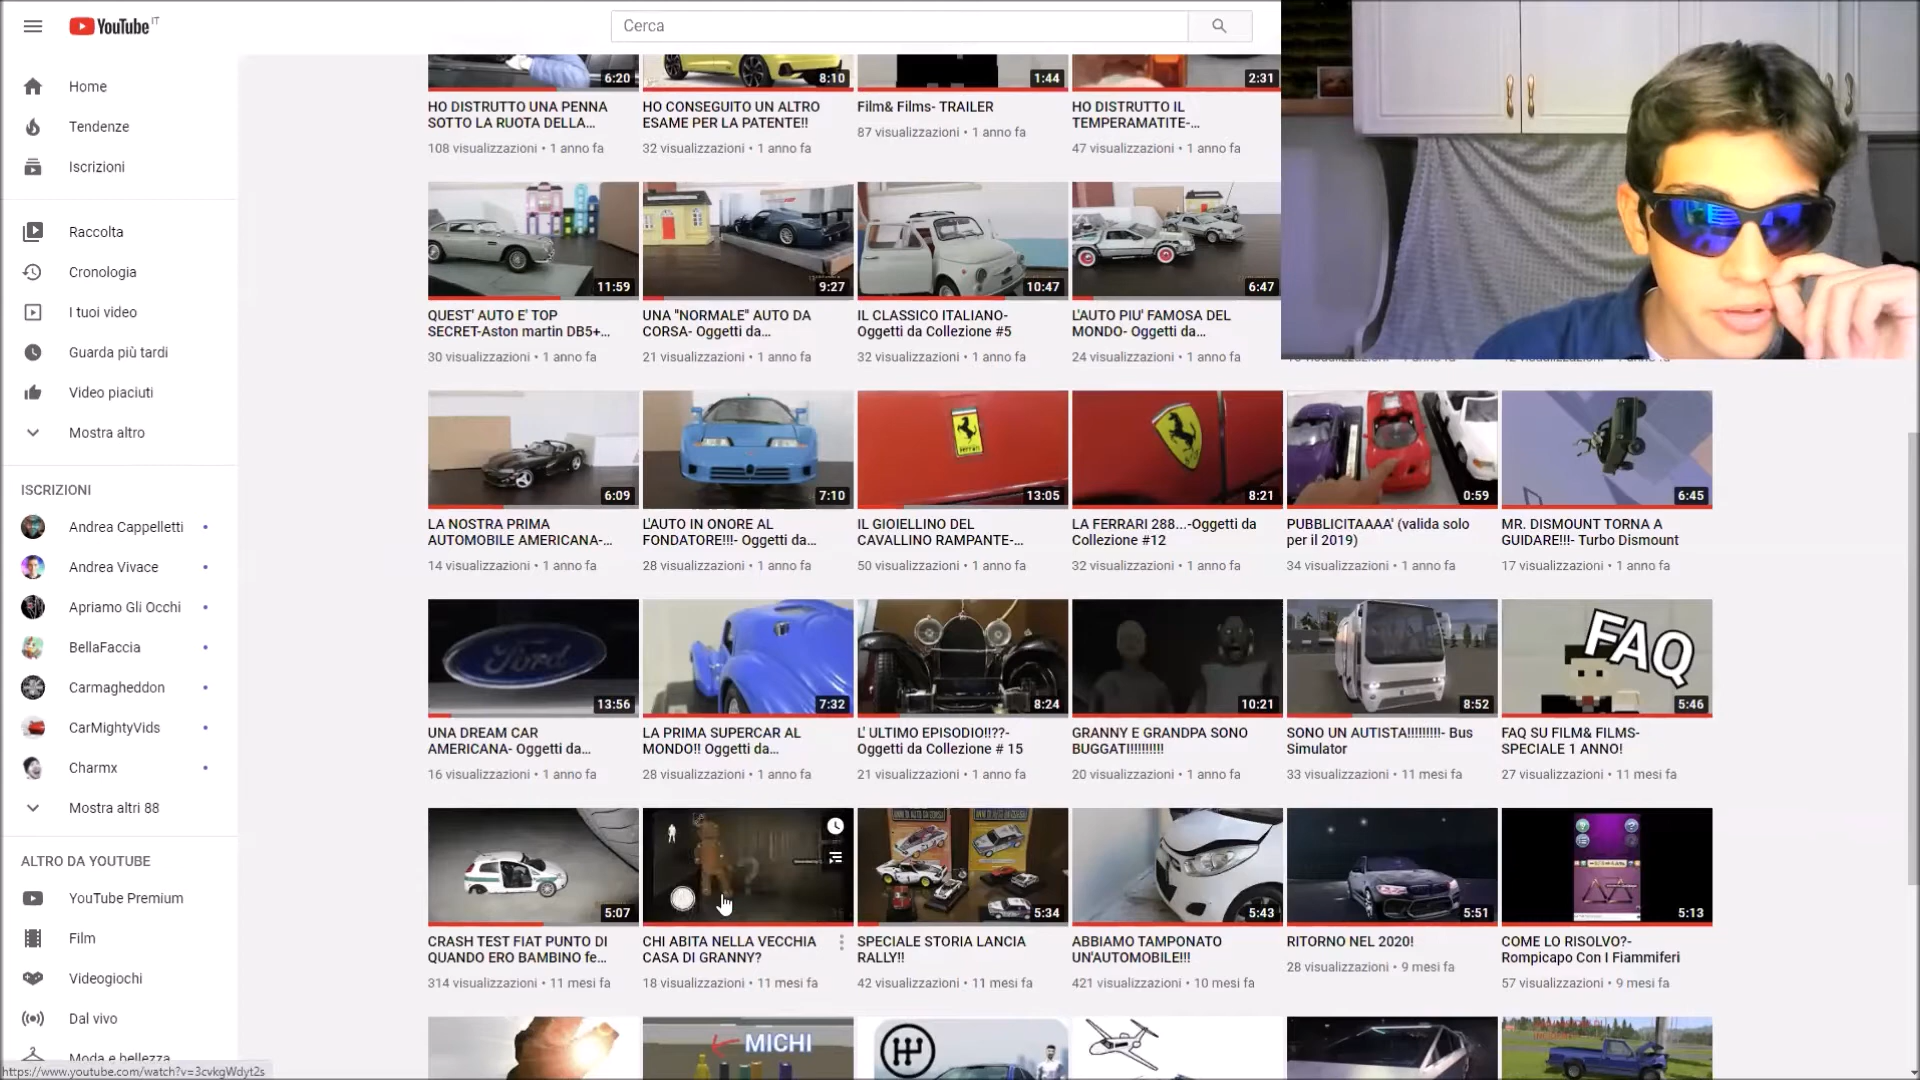 YouTube IT
Cerca
Home
Tendenze
Iscrizioni
Raccolta
Cronologia
I tuoi video
Guarda più tardi
Video piaciuti
Mostra altro
ISCRIZIONI
Andrea Cappelletti
Andrea Vivace
Apriamo Gli Occhi
BellaFaccia
Carmagheddon
CarMightyVids
Charmx
Mostra altri 88
ALTRO DA YOUTUBE
YouTube Premium
Film
Videogiochi
Dal vivo
Moda e bellezza
https://www.youtube.com/watch?v=3cvkgWdyt2s
6:20
8:10
1:44
2:31
HO DISTRUTTO UNA PENNA
SOTTO LA RUOTA DELLA...
108 visualizzazioni • 1 anno fa
HO CONSEGUITO UN ALTRO
ESAME PER LA PATENTE!!
32 visualizzazioni • 1 anno fa
Film& Films- TRAILER
87 visualizzazioni • 1 anno fa
HO DISTRUTTO IL
TEMPERAMATITE-...
47 visualizzazioni • 1 anno fa
11:59
9:27
10:47
6:47
QUEST' AUTO E' TOP
SECRET-Aston martin DB5+...
30 visualizzazioni • 1 anno fa
UNA "NORMALE" AUTO DA
CORSA- Oggetti da...
21 visualizzazioni • 1 anno fa
IL CLASSICO ITALIANO-
Oggetti da Collezione #5
32 visualizzazioni • 1 anno fa
L'AUTO PIU' FAMOSA DEL
MONDO- Oggetti da...
24 visualizzazioni • 1 anno fa
6:09
7:10
Ferrari
13:05
8:21
0:59
6:45
LA NOSTRA PRIMA
AUTOMOBILE AMERICANA-...
14 visualizzazioni • 1 anno fa
L'AUTO IN ONORE AL
FONDATORE!!!- Oggetti da...
28 visualizzazioni • 1 anno fa
IL GIOIELLINO DEL
CAVALLINO RAMPANTE-...
50 visualizzazioni • 1 anno fa
LA FERRARI 288...-Oggetti da
Collezione #12
32 visualizzazioni • 1 anno fa
PUBBLICITAAAA' (valida solo
per il 2019)
34 visualizzazioni • 1 anno fa
MR. DISMOUNT TORNA A
GUIDARE!!!- Turbo Dismount
17 visualizzazioni • 1 anno fa
Ford
13:56
7:32
8:24
10:21
8:52
FAQ
5:46
UNA DREAM CAR
AMERICANA- Oggetti da...
16 visualizzazioni • 1 anno fa
LA PRIMA SUPERCAR AL
MONDO!! Oggetti da...
28 visualizzazioni • 1 anno fa
L' ULTIMO EPISODIO!!??-
Oggetti da Collezione # 15
21 visualizzazioni • 1 anno fa
GRANNY E GRANDPA SONO
BUGGATI!!!!!!!!!
20 visualizzazioni • 1 anno fa
SONO UN AUTISTA!!!!!!!!!- Bus
Simulator
33 visualizzazioni • 11 mesi fa
FAQ SU FILM& FILMS-
SPECIALE 1 ANNO!
27 visualizzazioni • 11 mesi fa
5:07
5:34
5:43
5:51
5:13
CRASH TEST FIAT PUNTO DI
QUANDO ERO BAMBINO fe...
314 visualizzazioni • 11 mesi fa
CHI ABITA NELLA VECCHIA
CASA DI GRANNY?
18 visualizzazioni • 11 mesi fa
SPECIALE STORIA LANCIA
RALLY!!
42 visualizzazioni • 11 mesi fa
ABBIAMO TAMPONATO
UN'AUTOMOBILE!!!
421 visualizzazioni • 10 mesi fa
RITORNO NEL 2020!
28 visualizzazioni • 9 mesi fa
COME LO RISOLVO?-
Rompicapo Con I Fiammiferi
57 visualizzazioni • 9 mesi fa
MICHI